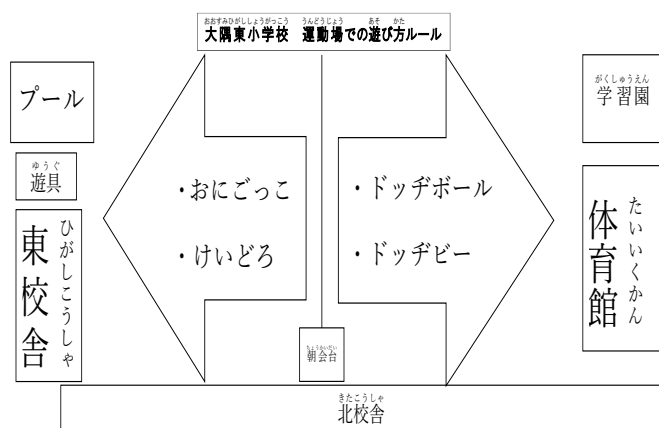 おおすみひがししょうがっこう うんどうじょう あそ かた
大隅東小学校 運動場での遊び方ルール
プール
ゆうぐ
遊具
ひがしこうしゃ
東校舎
・おにごっこ
・けいどろ
・ドッヂボール
・ドッヂビー
ちょうかいだい
朝会台
がくしゅうえん
学習園
たいいくかん
体育館
きたこうしゃ
北校舎